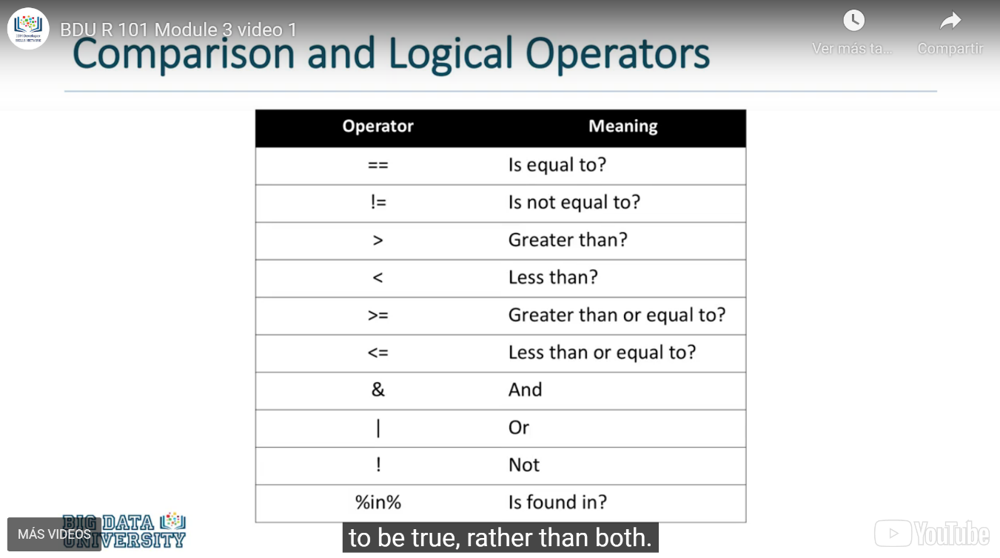 BDU R 101 Module 3 video 1
Ver más ta...
Compartir
Comparison and Logical Operators
Operator Meaning
== Is equal to?
!= Is not equal to?
> Greater than?
< Less than?
>= Greater than or equal to?
<= Less than or equal to?
& And
| Or
! Not
%in% Is found in?
BIG DATA
UNIVERSITY
MÁS VIDEOS
to be true, rather than both.
YouTube